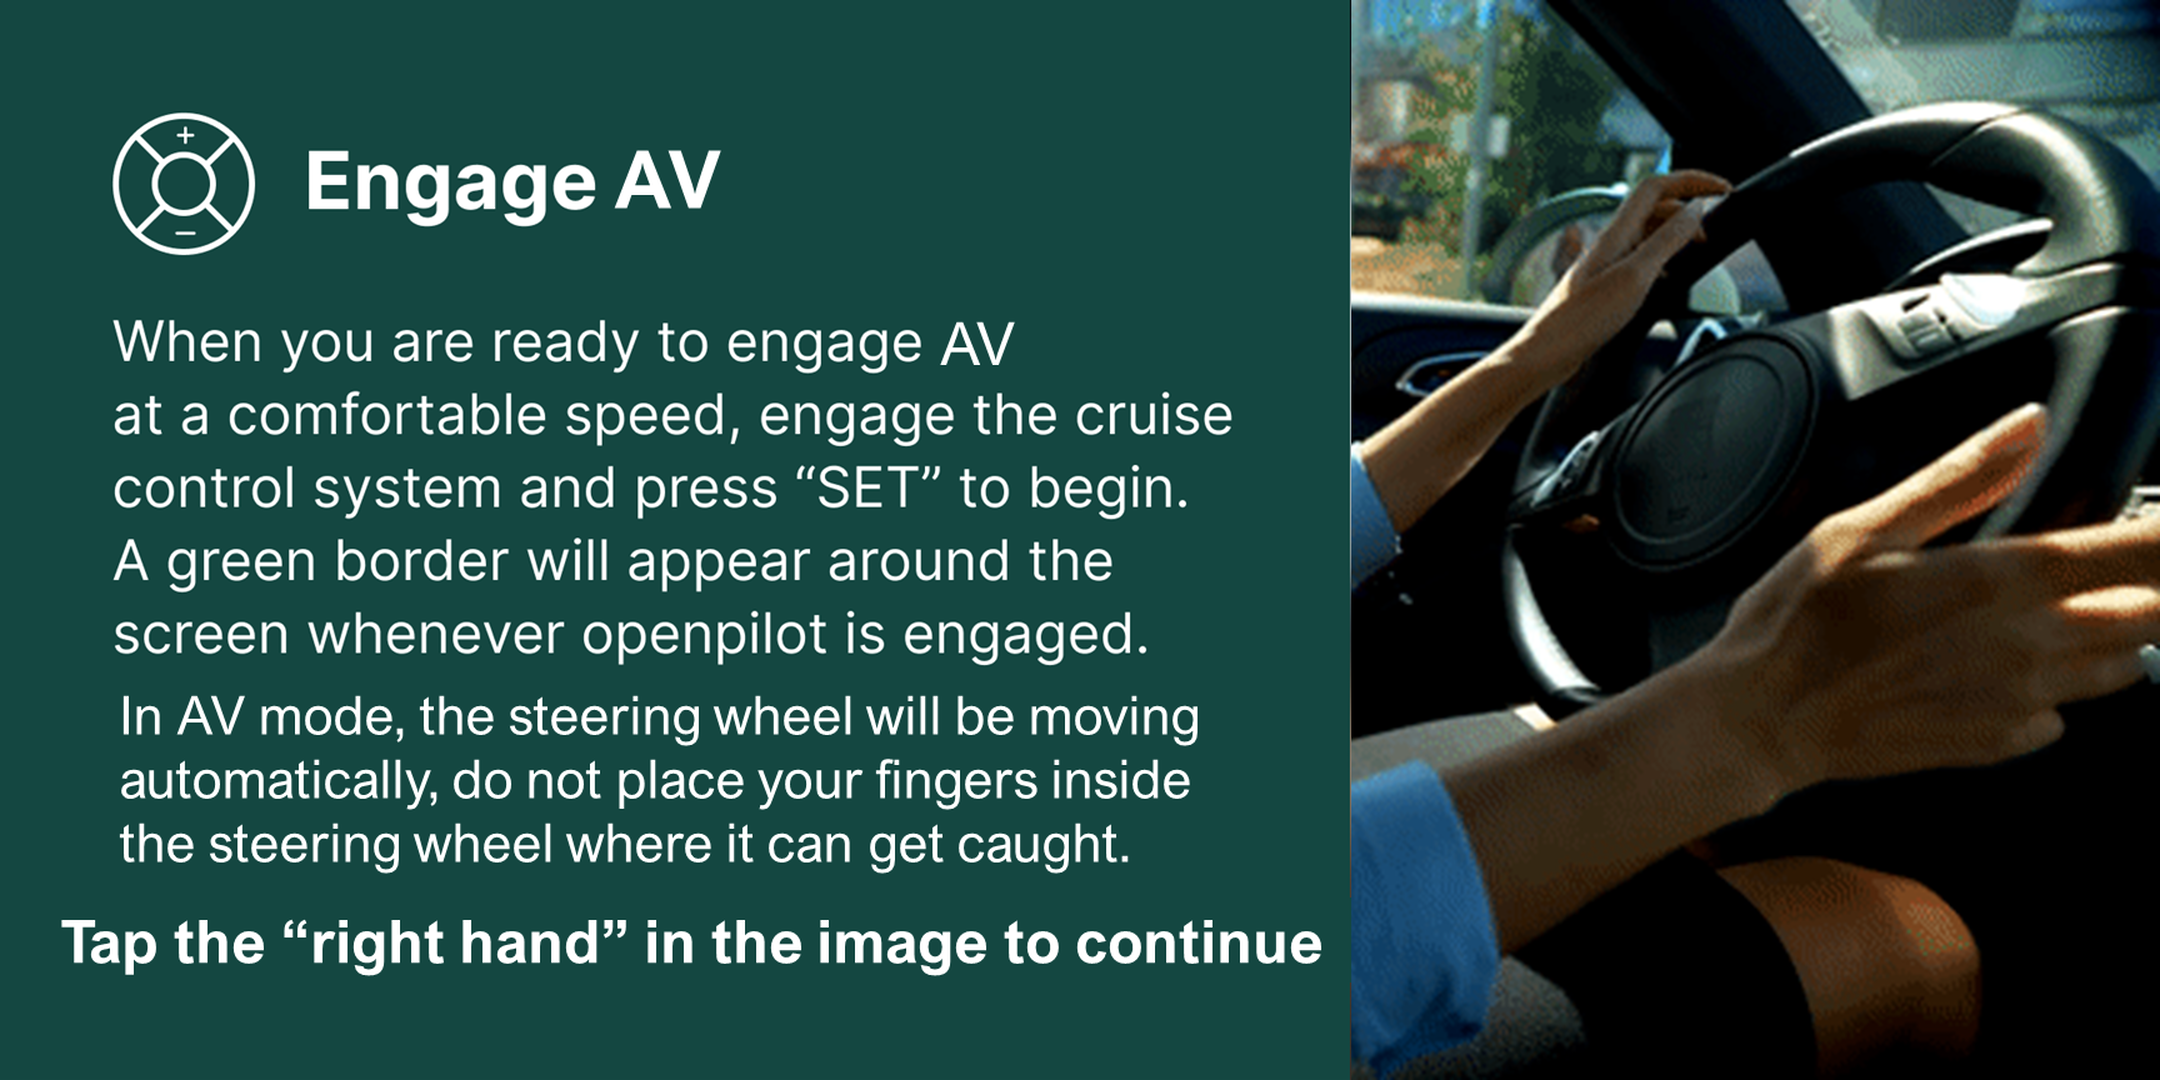 Engage AV
When you are ready to engage AV
at a comfortable speed, engage the cruise
control system and press “SET” to begin.
A green border will appear around the
screen whenever openpilot is engaged.
In AV mode, the steering wheel will be moving
automatically, do not place your fingers inside
the steering wheel where it can get caught.
Tap the “right hand” in the image to continue